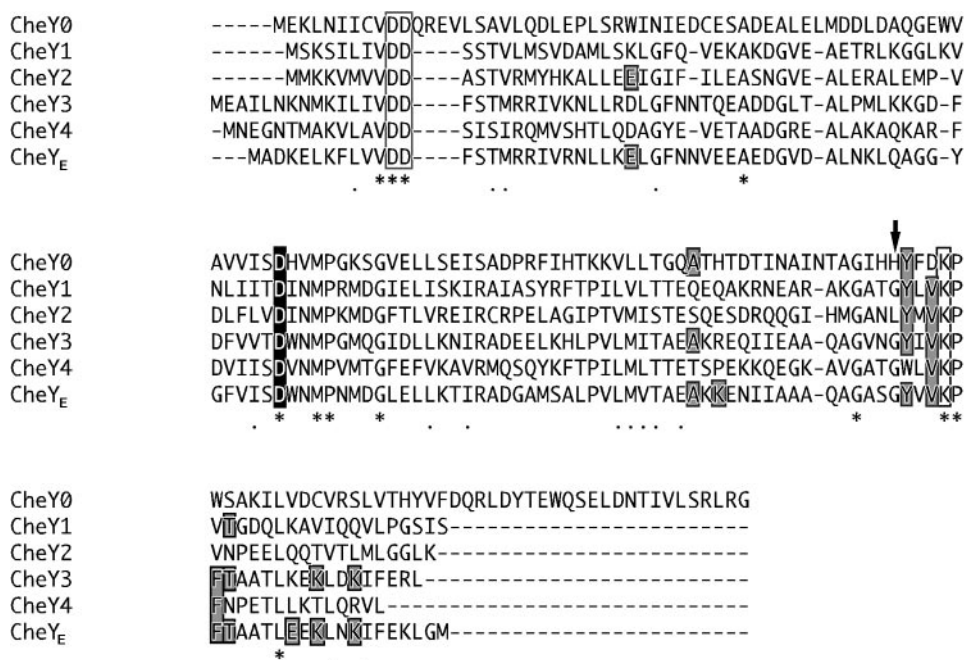 CheY0 -----MEKLNIICVDDQREVLSAVLQDLEPLSRWINIEDCESADEALELMDDLDAQGEWV
CheY1 ------MSKSILIVDD----SSTVLMSVDAMLSKLGFQ-VEKAKDGVE-AETRLKGGLKV
CheY2 ------MMKKVMVVDD----ASTVRMYHKALLEEIGIF-ILEASNGVE-ALERALEMP-V
CheY3 MEAILNKNMKILIVDD----FSTMRRIVKNLLRDLGFNNTQEADDGLT-ALPMLKKGD-F
CheY4 -MNEGNTMAKVLAVDD----SISIRQMVSHTLQDAGYE-VETAADGRE-ALAKAQKAR-F
CheYE ---MADKELKFLVVDD----FSTMRRIVRNLLKELGFNNVEEAEDGVD-ALNKLQAGG-Y
*** *
. .. .
CheY0 AVVISDHVMPGKSGVELLSEISADPRFIHTKKVLLTGQATHTDTINAINTAGIHHYFDKP
CheY1 NLIITDINMPRMDGIELISKIRAIASYRFTPILVLTTEQEQAKRNEAR-AKGATGYLVKP
CheY2 DLFLVDINMPKMDGFTLVREIRCRPELAGIPTVMISTESQESDRQQGI-HMGANLYMVKP
CheY3 DFVVTDWNMPGMQGIDLLKNIRADEELKHLPVLMITAEAKREQIIEAA-QAGVNGYIVKP
CheY4 DVIISDVNMPVMTGFEFVKAVRMQSQYKFTPILMLTTETSPEKKQEGK-AVGATGWLVKP
CheYE GFVISDWNMPNMDGLELLKTIRADGAMSALPVLMVTAEAKKENIIAAA-QAGASGYVVKP
* ** * * **
. . . .... .
CheY0 WSAKILVDCVRSLVTHYVFDQRLDYTEWQSELDNTIVLSRLRG
CheY1 VTGDQLKAVIQQVLPGSIS------------------------
CheY2 VNPEELQQTVTLMLGGLK-------------------------
CheY3 FTAATLKEKLDKIFERL--------------------------
CheY4 FNPETLLKTLQRVL-----------------------------
CheYE FTAATLEEKLNKIFEKLGM------------------------
*